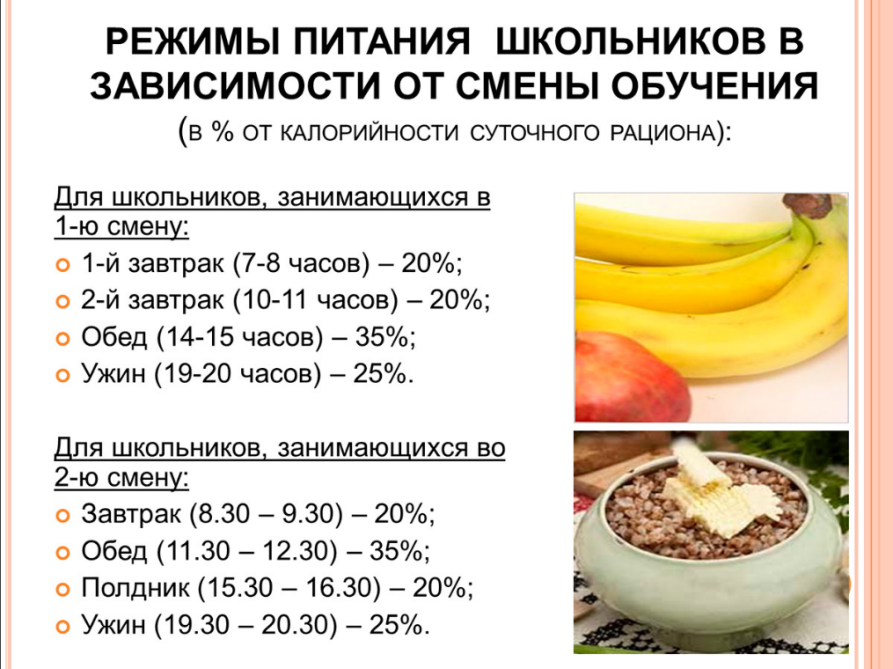 РЕЖИМЫ ПИТАНИЯ ШКОЛЬНИКОВ В
ЗАВИСИМОСТИ ОТ СМЕНЫ ОБУЧЕНИЯ
(В % ОТ КАЛОРИЙНОСТИ СУТОЧНОГО РАЦИОНА):
Для школьников, занимающихся в
1-ю смену:
1-й завтрак (7-8 часов) – 20%;
2-й завтрак (10-11 часов) – 20%;
Обед (14-15 часов) – 35%;
Ужин (19-20 часов) – 25%.
Для школьников, занимающихся во
2-ю смену:
Завтрак (8.30 – 9.30) – 20%;
Обед (11.30 – 12.30) – 35%;
Полдник (15.30 – 16.30) – 20%;
Ужин (19.30 – 20.30) – 25%.